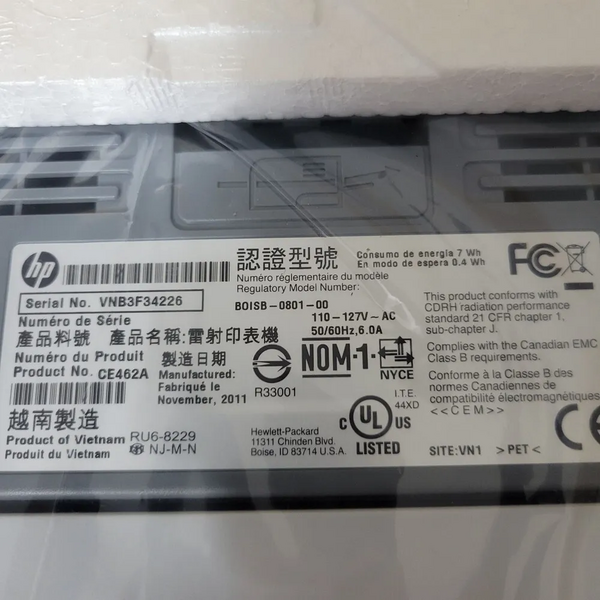 hp
Serial No. VNB3F34226
Numéro de Série
產品料號
產品名稱:雷射印表機
Numéro du Produit
Product No. CE462A
製造日期
Manufactured:
Fabriqué le
November, 2011
越南製造
Product of Vietnam
Produit du Vietnam
RU6-8229
NJ-M-N
認證型號
Numéro réglementaire du modèle
Regulatory Model Number:
BOISB-0801-00
110-127V~AC
50/60Hz,6.0A
Consumo de energía 7 Wh
En modo de espera 0.4 Wh
R33001
NOM-1
NYCE
I.T.E.
44XD
Hewlett-Packard
11311 Chinden Blvd.
Boise, ID 83714 U.S.A.
C UL US
LISTED
FC
This product conforms with
CDRH radiation performance
standard 21 CFR chapter 1,
sub-chapter J.
Complies with the Canadian EMC
Class B requirements.
Conforme à la Classe B des
normes Canadiennes de
compatibilité électromagnétiques
<<CEM>>
SITE:VN1
>PET<
CE